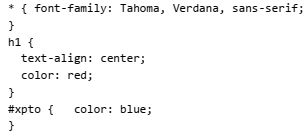 * { font-family: Tahoma, Verdana, sans-serif;
}
h1 {
  text-align: center;
  color: red;
}
#xpto {   color: blue;
}